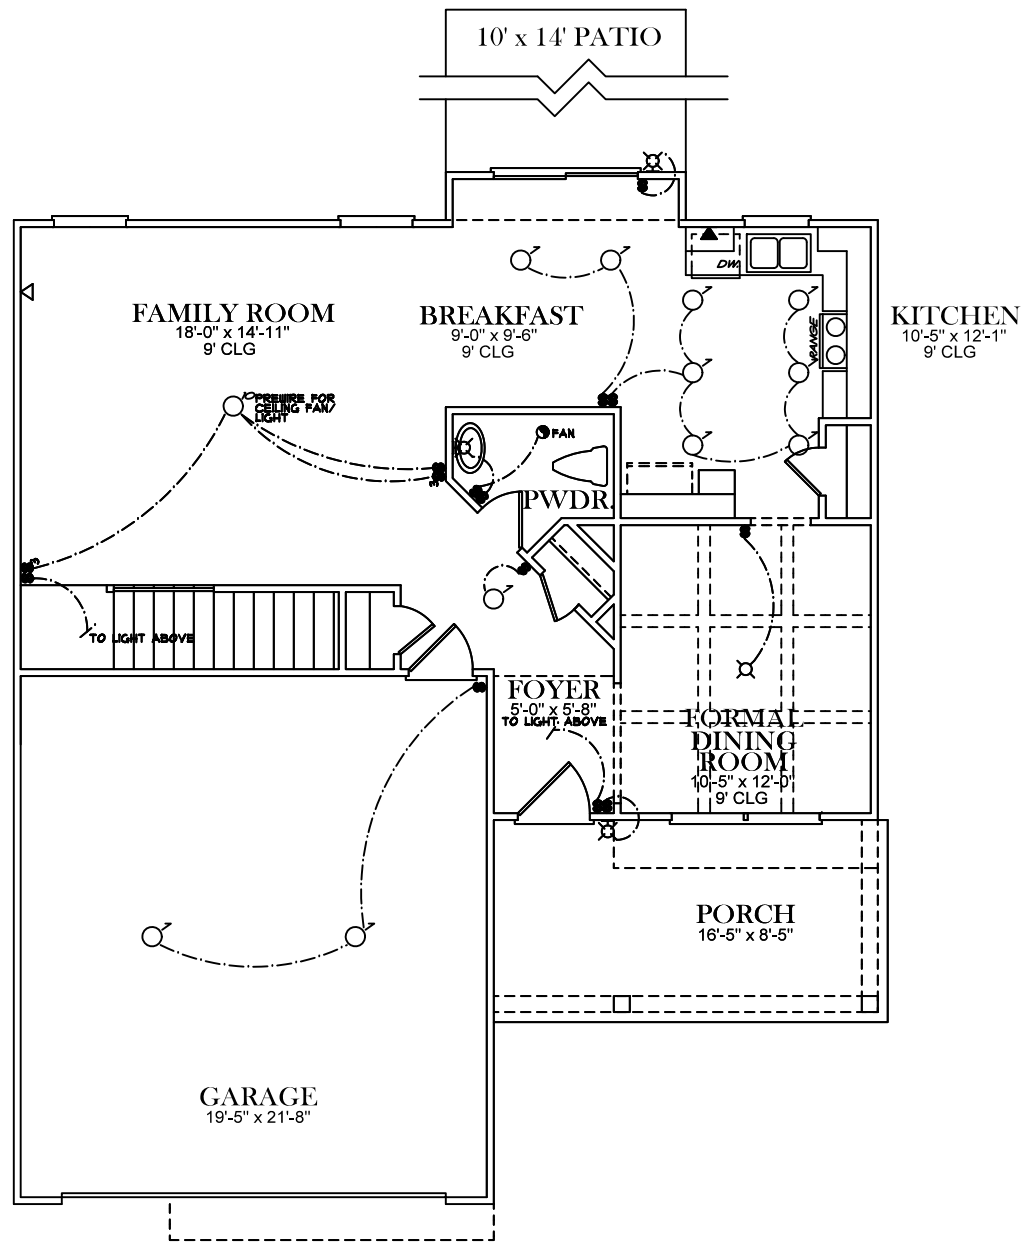 10' x 14' PATIO
DW.
FAMILY ROOM
18'-0" x 14'-11"
9' CLG
BREAKFAST
9'-0" x 9'-6"
9' CLG
RANGE
KITCHEN
10'-5" x 12'-1"
9' CLG
PREWIRE FOR
CEILING FAN/
LIGHT
FAN
3
PWDR.
3
TO LIGHT ABOVE
FOYER
5'-0" x 5'-8"
TO LIGHT ABOVE
FORMAL
DINING
ROOM
10'-5" x 12'-0"
9' CLG
PORCH
16'-5" x 8'-5"
GARAGE
19'-5" x 21'-8"